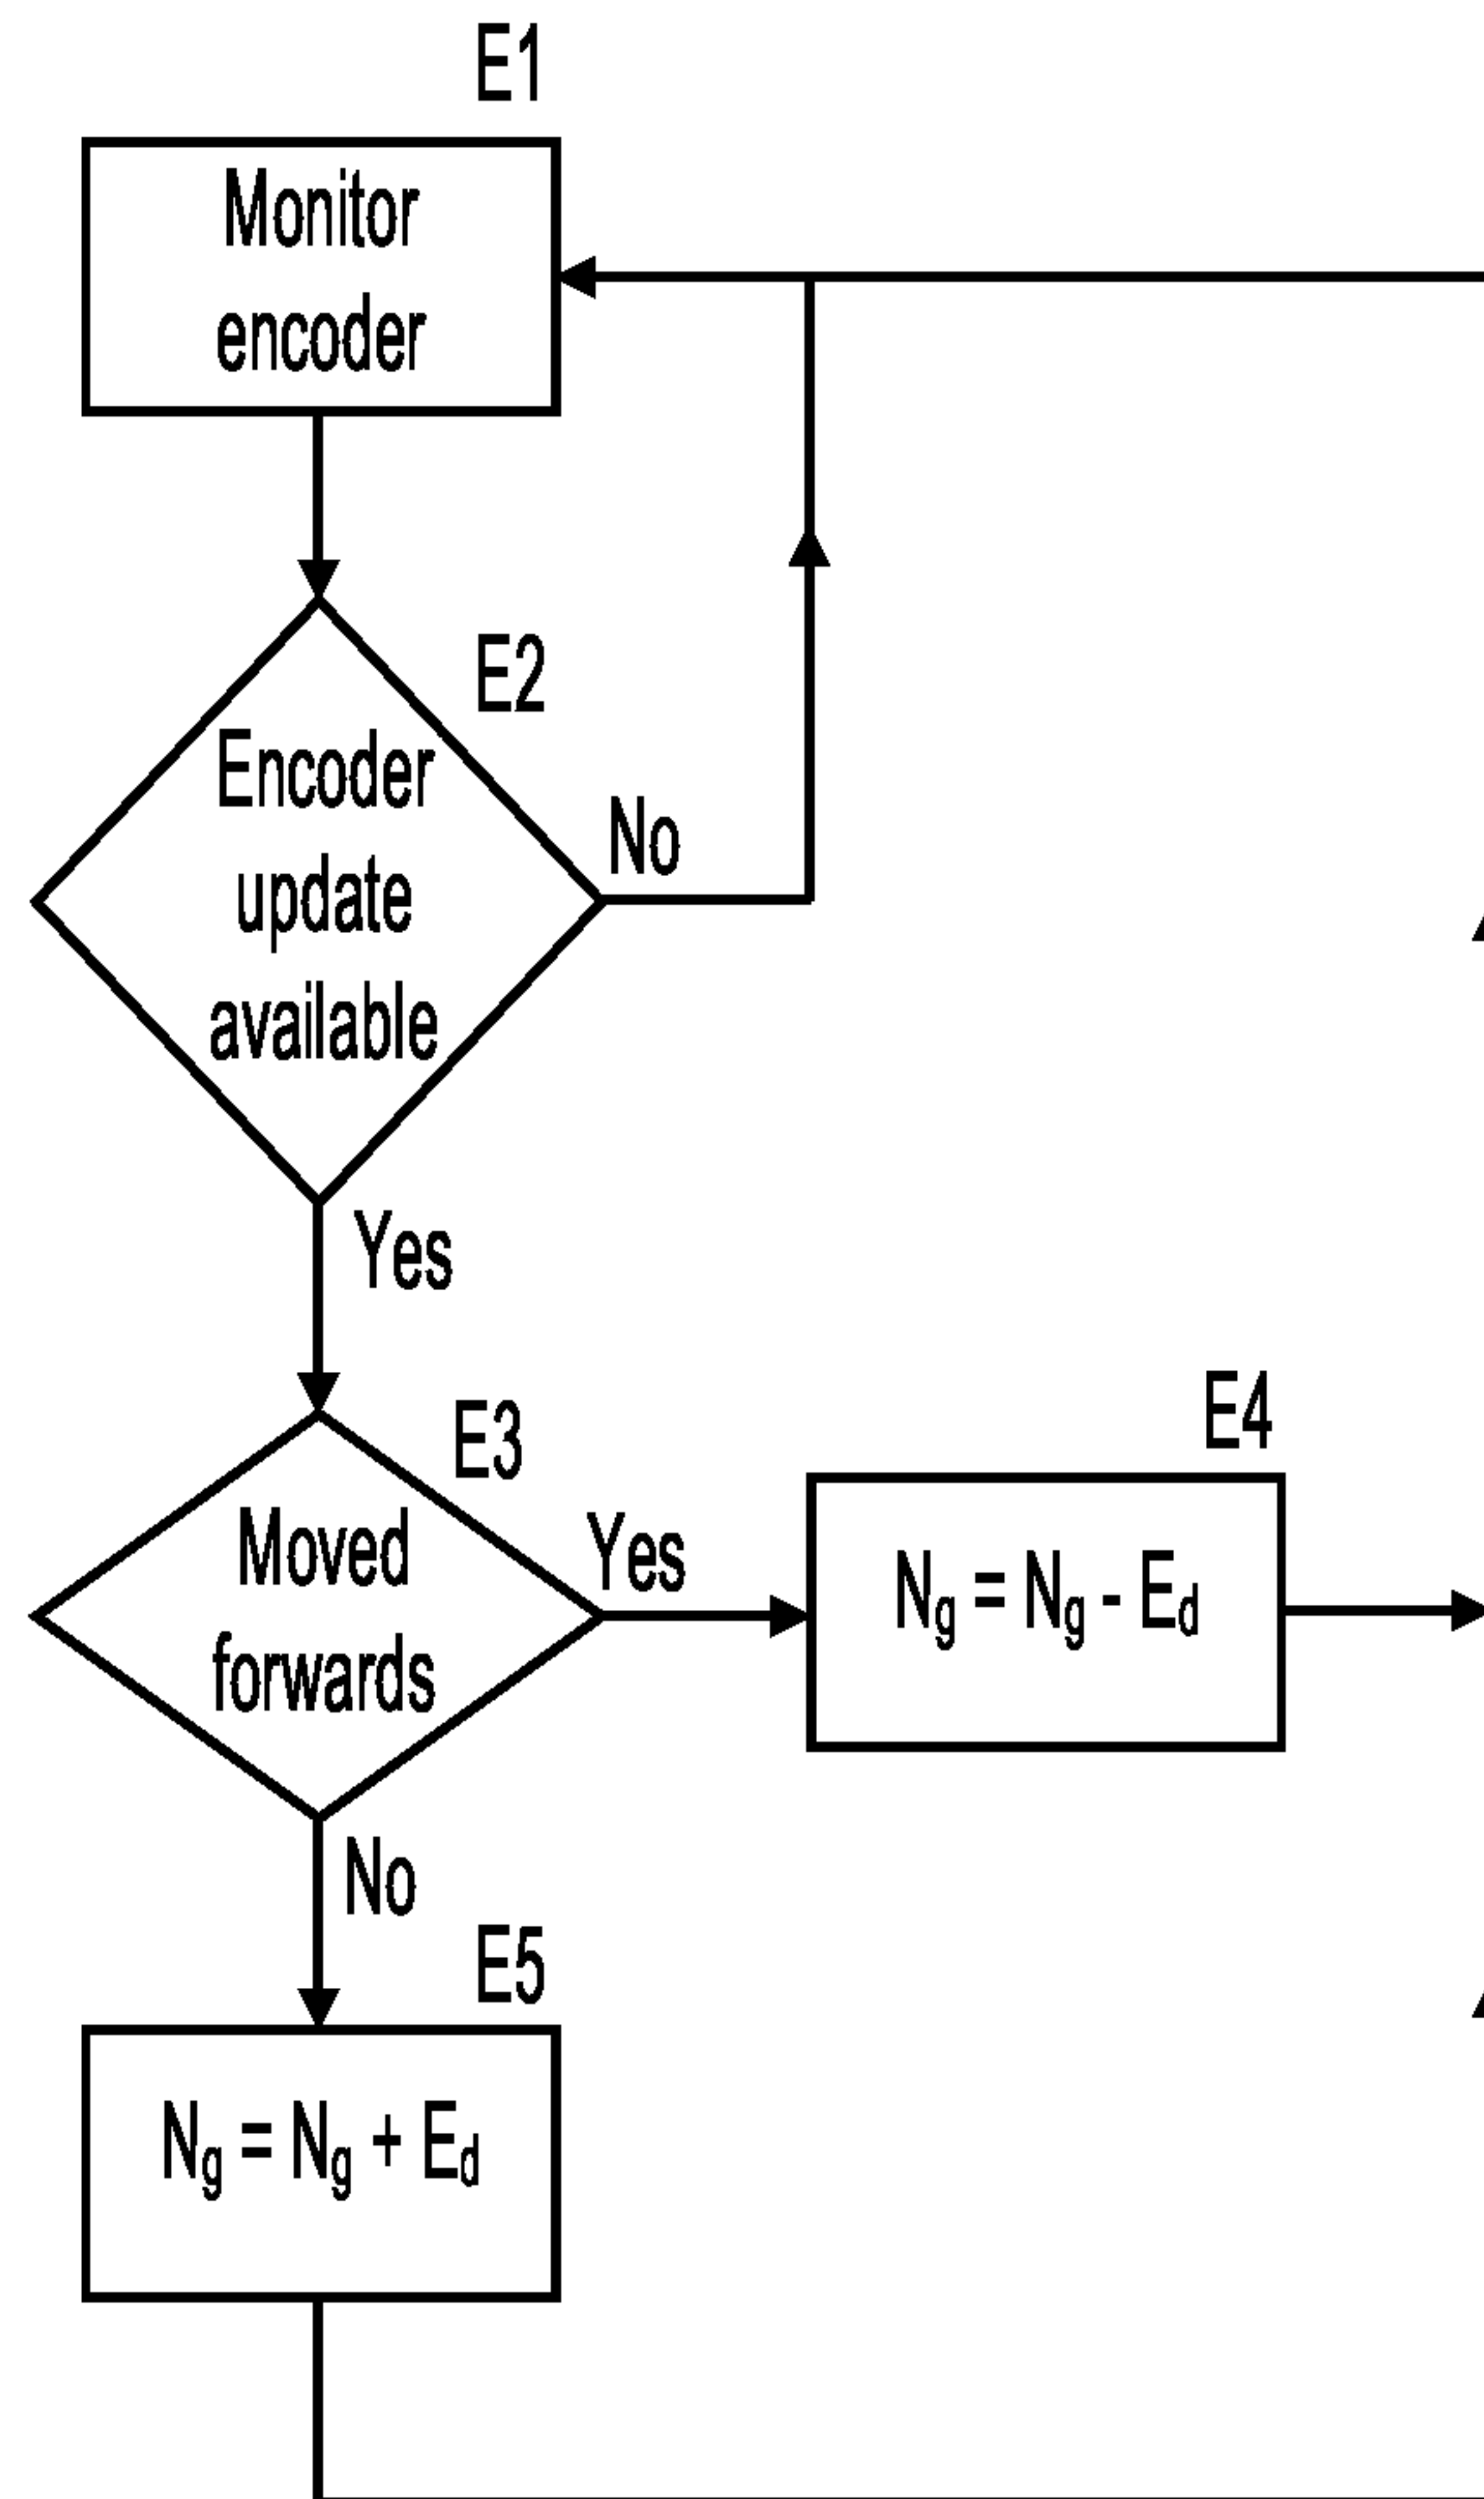 E1
Monitor
encoder
E2
Encoder
update
available
No
Yes
E3
Moved
forwards
Yes
E4
Ng = Ng - Ed
No
E5
Ng = Ng + Ed